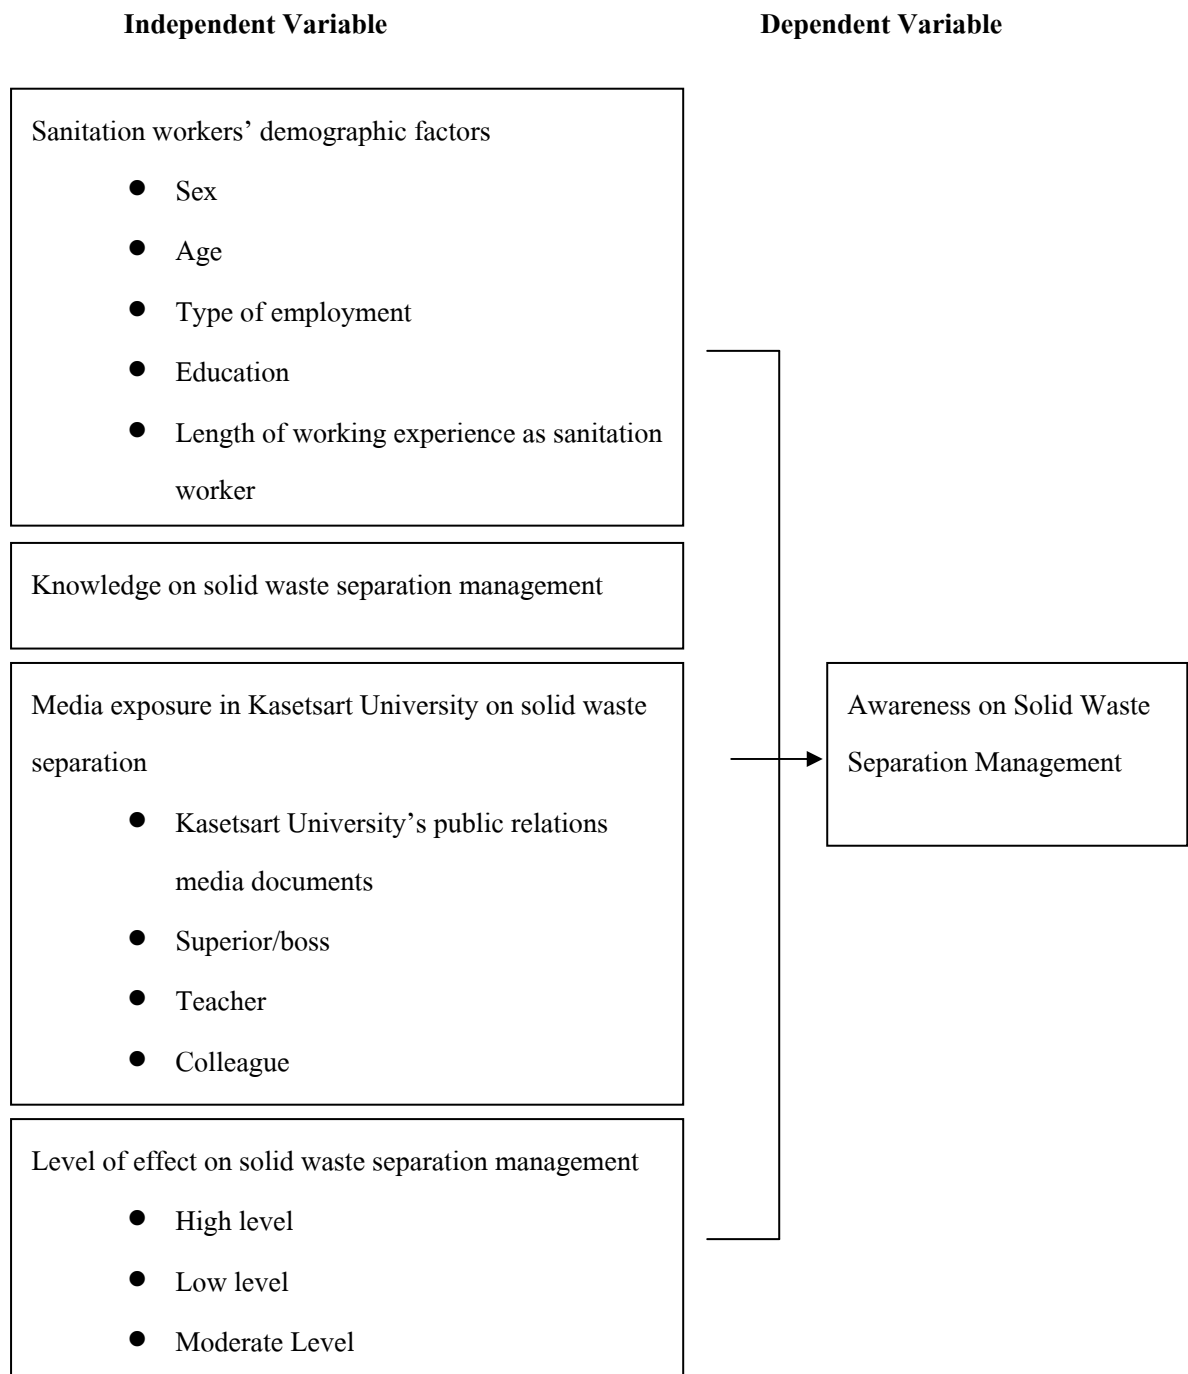 Independent Variable
Dependent Variable
Sanitation workers’ demographic factors
● Sex
● Age
● Type of employment
● Education
● Length of working experience as sanitation
worker
Knowledge on solid waste separation management
Media exposure in Kasetsart University on solid waste
separation
● Kasetsart University’s public relations
media documents
● Superior/boss
● Teacher
● Colleague
Level of effect on solid waste separation management
● High level
● Low level
● Moderate Level
Awareness on Solid Waste
Separation Management